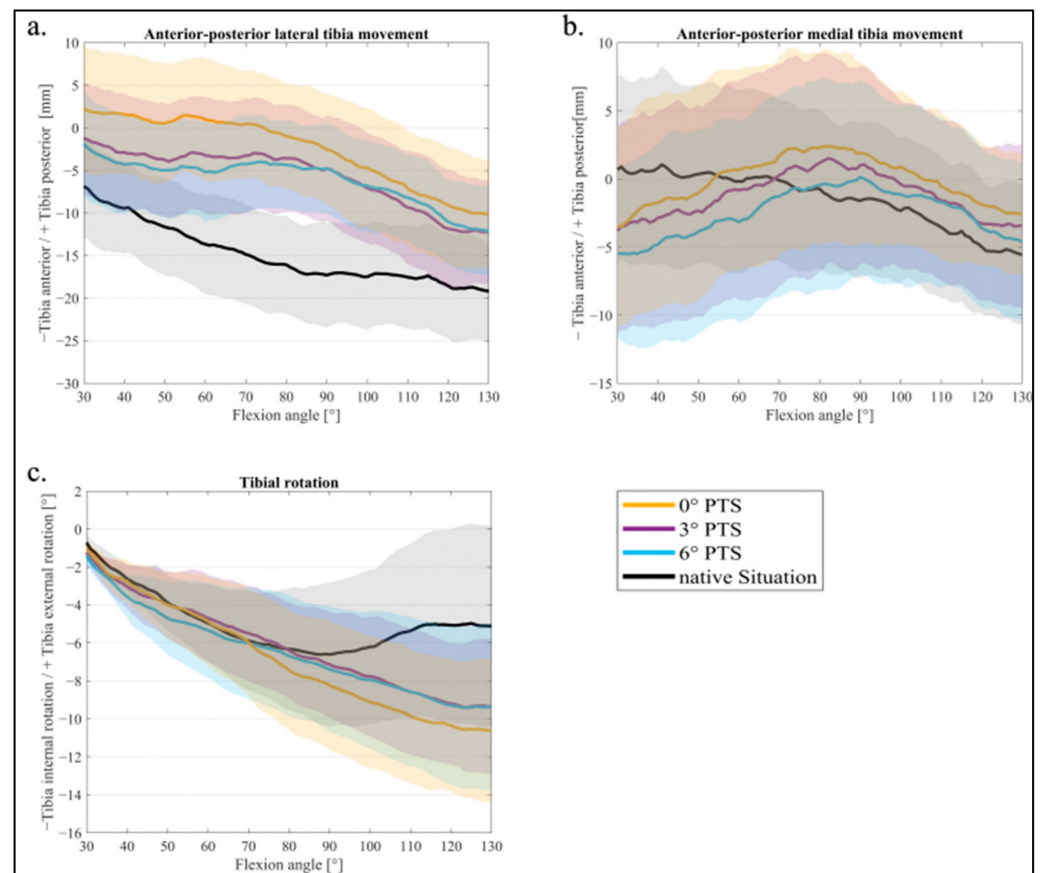 a.
Anterior-posterior lateral tibia movement
−Tibia anterior / + Tibia posterior [mm]
10
5
0
−5
−10
−15
−20
−25
−30
30 40 50 60 70 80 90 100 110 120 130
Flexion angle [°]
b.
Anterior-posterior medial tibia movement
− Tibia anterior / + Tibia posterior[mm]
10
5
0
−5
−10
−15
30 40 50 60 70 80 90 100 110 120 130
Flexion angle [°]
c.
Tibial rotation
−Tibia internal rotation / + Tibia external rotation [°]
2
0
−2
−4
−6
−8
−10
−12
−14
−16
30 40 50 60 70 80 90 100 110 120 130
Flexion angle [°]
0° PTS
3° PTS
6° PTS
native Situation